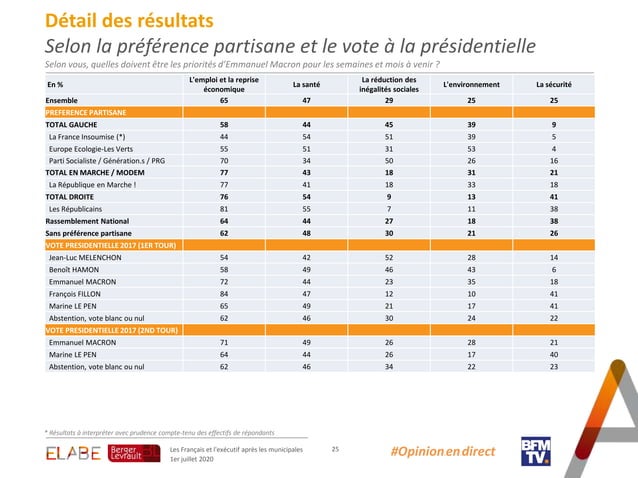 Détail des résultats
Selon la préférence partisane et le vote à la présidentielle
Selon vous, quelles doivent être les priorités d'Emmanuel Macron pour les semaines et mois à venir ?
En % L'emploi et la reprise économique La santé La réduction des inégalités sociales L'environnement La sécurité
Ensemble 65 47 29 25 25
PREFERENCE PARTISANE
TOTAL GAUCHE 58 44 45 39 9
La France Insoumise (*) 44 54 51 39 5
Europe Ecologie-Les Verts 55 51 31 53 4
Parti Socialiste / Génération.s / PRG 70 34 50 26 16
TOTAL EN MARCHE / MODEM 77 43 18 31 21
La République en Marche ! 77 41 18 33 18
TOTAL DROITE 76 54 9 13 41
Les Républicains 81 55 7 11 38
Rassemblement National 64 44 27 18 38
Sans préférence partisane 62 48 30 21 26
VOTE PRESIDENTIELLE 2017 (1ER TOUR)
Jean-Luc MELENCHON 54 42 52 28 14
Benoît HAMON 58 49 46 43 6
Emmanuel MACRON 72 44 23 35 18
François FILLON 84 47 12 10 41
Marine LE PEN 65 49 21 17 41
Abstention, vote blanc ou nul 62 46 30 24 22
VOTE PRESIDENTIELLE 2017 (2ND TOUR)
Emmanuel MACRON 71 49 26 28 21
Marine LE PEN 64 44 26 17 40
Abstention, vote blanc ou nul 62 46 34 22 23
* Résultats à interpréter avec prudence compte-tenu des effectifs de répondants
ELABE Berger Levrault BL Les Français et l'exécutif après les municipales 25 #Opinion en direct BFM TV.
1er juillet 2020